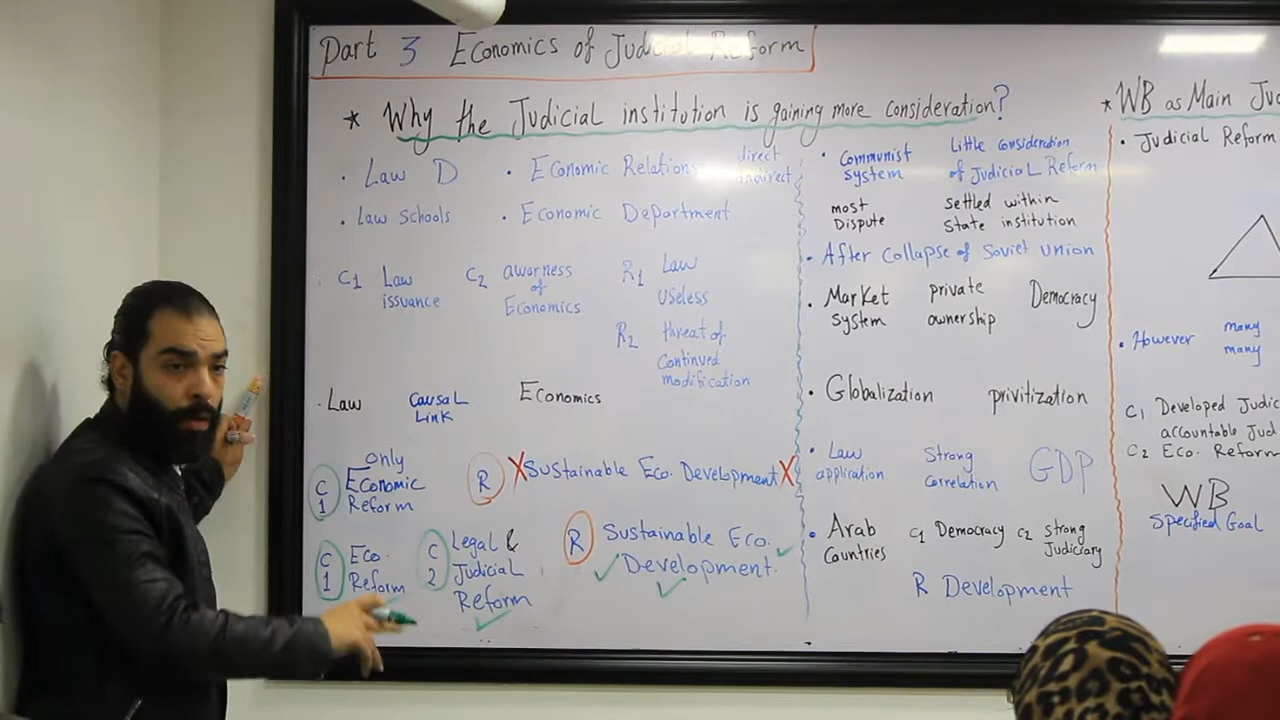 Part 3 Economics of Judicial Reform
* Why the Judicial institution is gaining more consideration?
. Law D . Economic Relations direct indirect
. Law schools . Economic Department
C1 Law issuance C2 awarness of Economics R1 Law useless
R2 threat of continued modification
. Law Causal Link Economics
C1 only Economic Reform R X Sustainable Eco. Development X
C1 Eco. Reform C2 Legal & Judicial Reform R Sustainable Eco. Development.
. Communist system Little consideration of Judicial Reform
most Dispute settled within State institution
. After collapse of Soviet union
. Market system private ownership Democracy
. Globalization privitization
. Law application Strong correlation GDP
. Arab Countries C1 Democracy C2 strong Judiciary
R Development
* WB as Main
. Judicial Reform
. However many
many
C1 Developed
accountable
C2 Eco. Reform
WB
Specified Goal